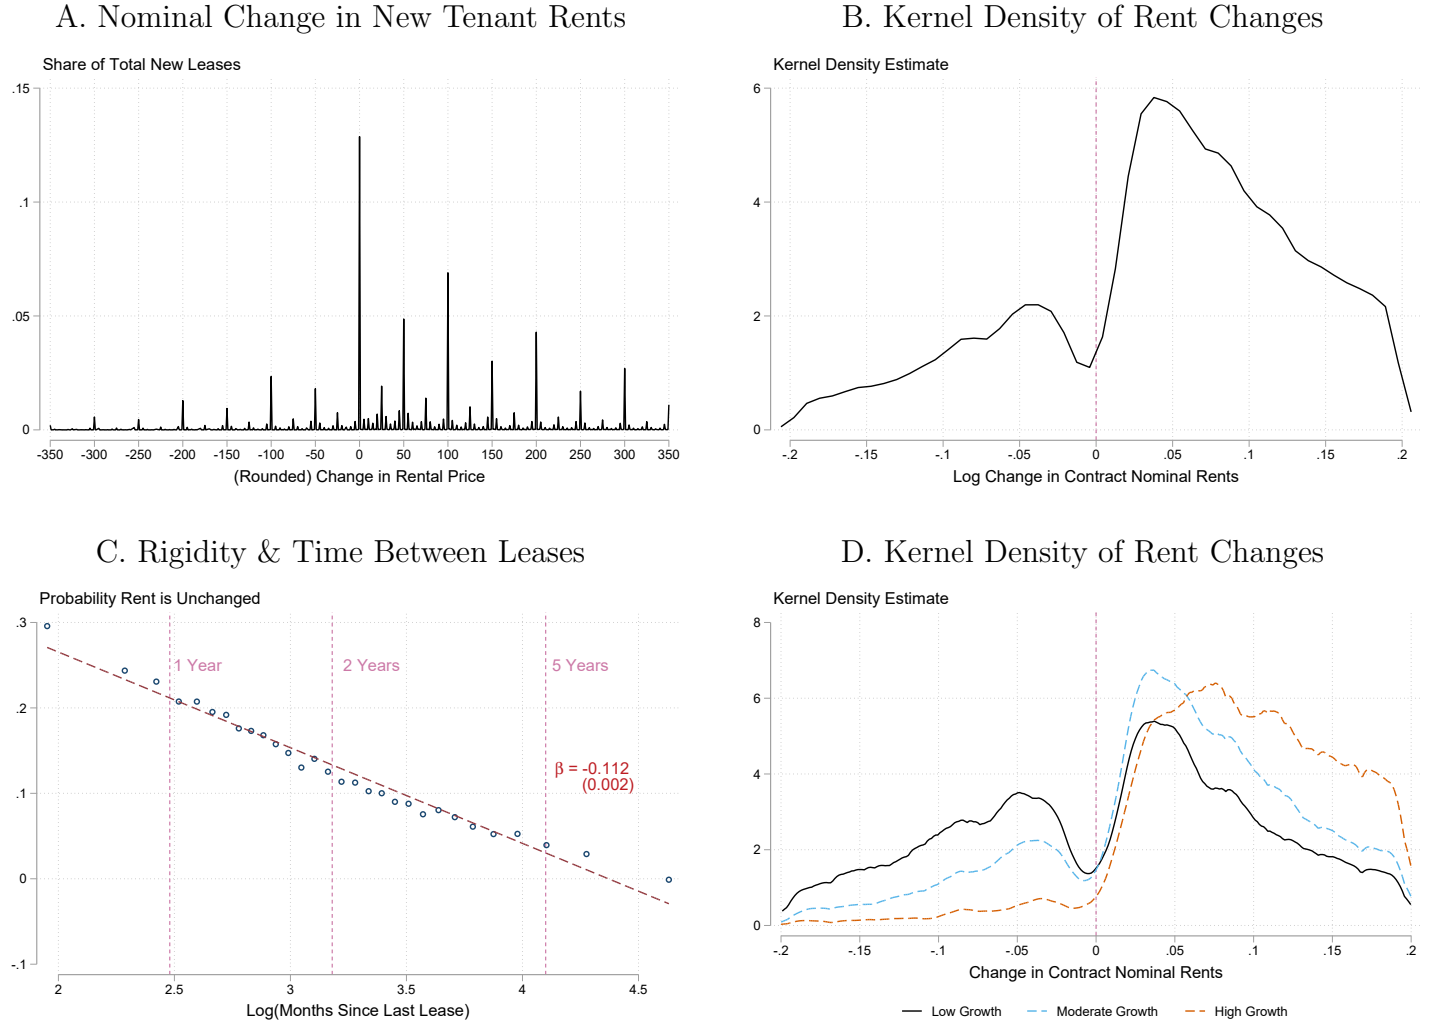 A. Nominal Change in New Tenant Rents
Share of Total New Leases
.15
.1
.05
0
-350 -300 -250 -200 -150 -100 -50 0 50 100 150 200 250 300 350
(Rounded) Change in Rental Price
B. Kernel Density of Rent Changes
Kernel Density Estimate
6
4
2
0
-.2 -.15 -.1 -.05 0 .05 .1 .15 .2
Log Change in Contract Nominal Rents
C. Rigidity & Time Between Leases
Probability Rent is Unchanged
.3
.2
.1
0
-.1
1 Year
2 Years
5 Years
β = -0.112
(0.002)
2 2.5 3 3.5 4 4.5
Log(Months Since Last Lease)
D. Kernel Density of Rent Changes
Kernel Density Estimate
8
6
4
2
0
-.2 -.15 -.1 -.05 0 .05 .1 .15 .2
Change in Contract Nominal Rents
Low Growth Moderate Growth High Growth